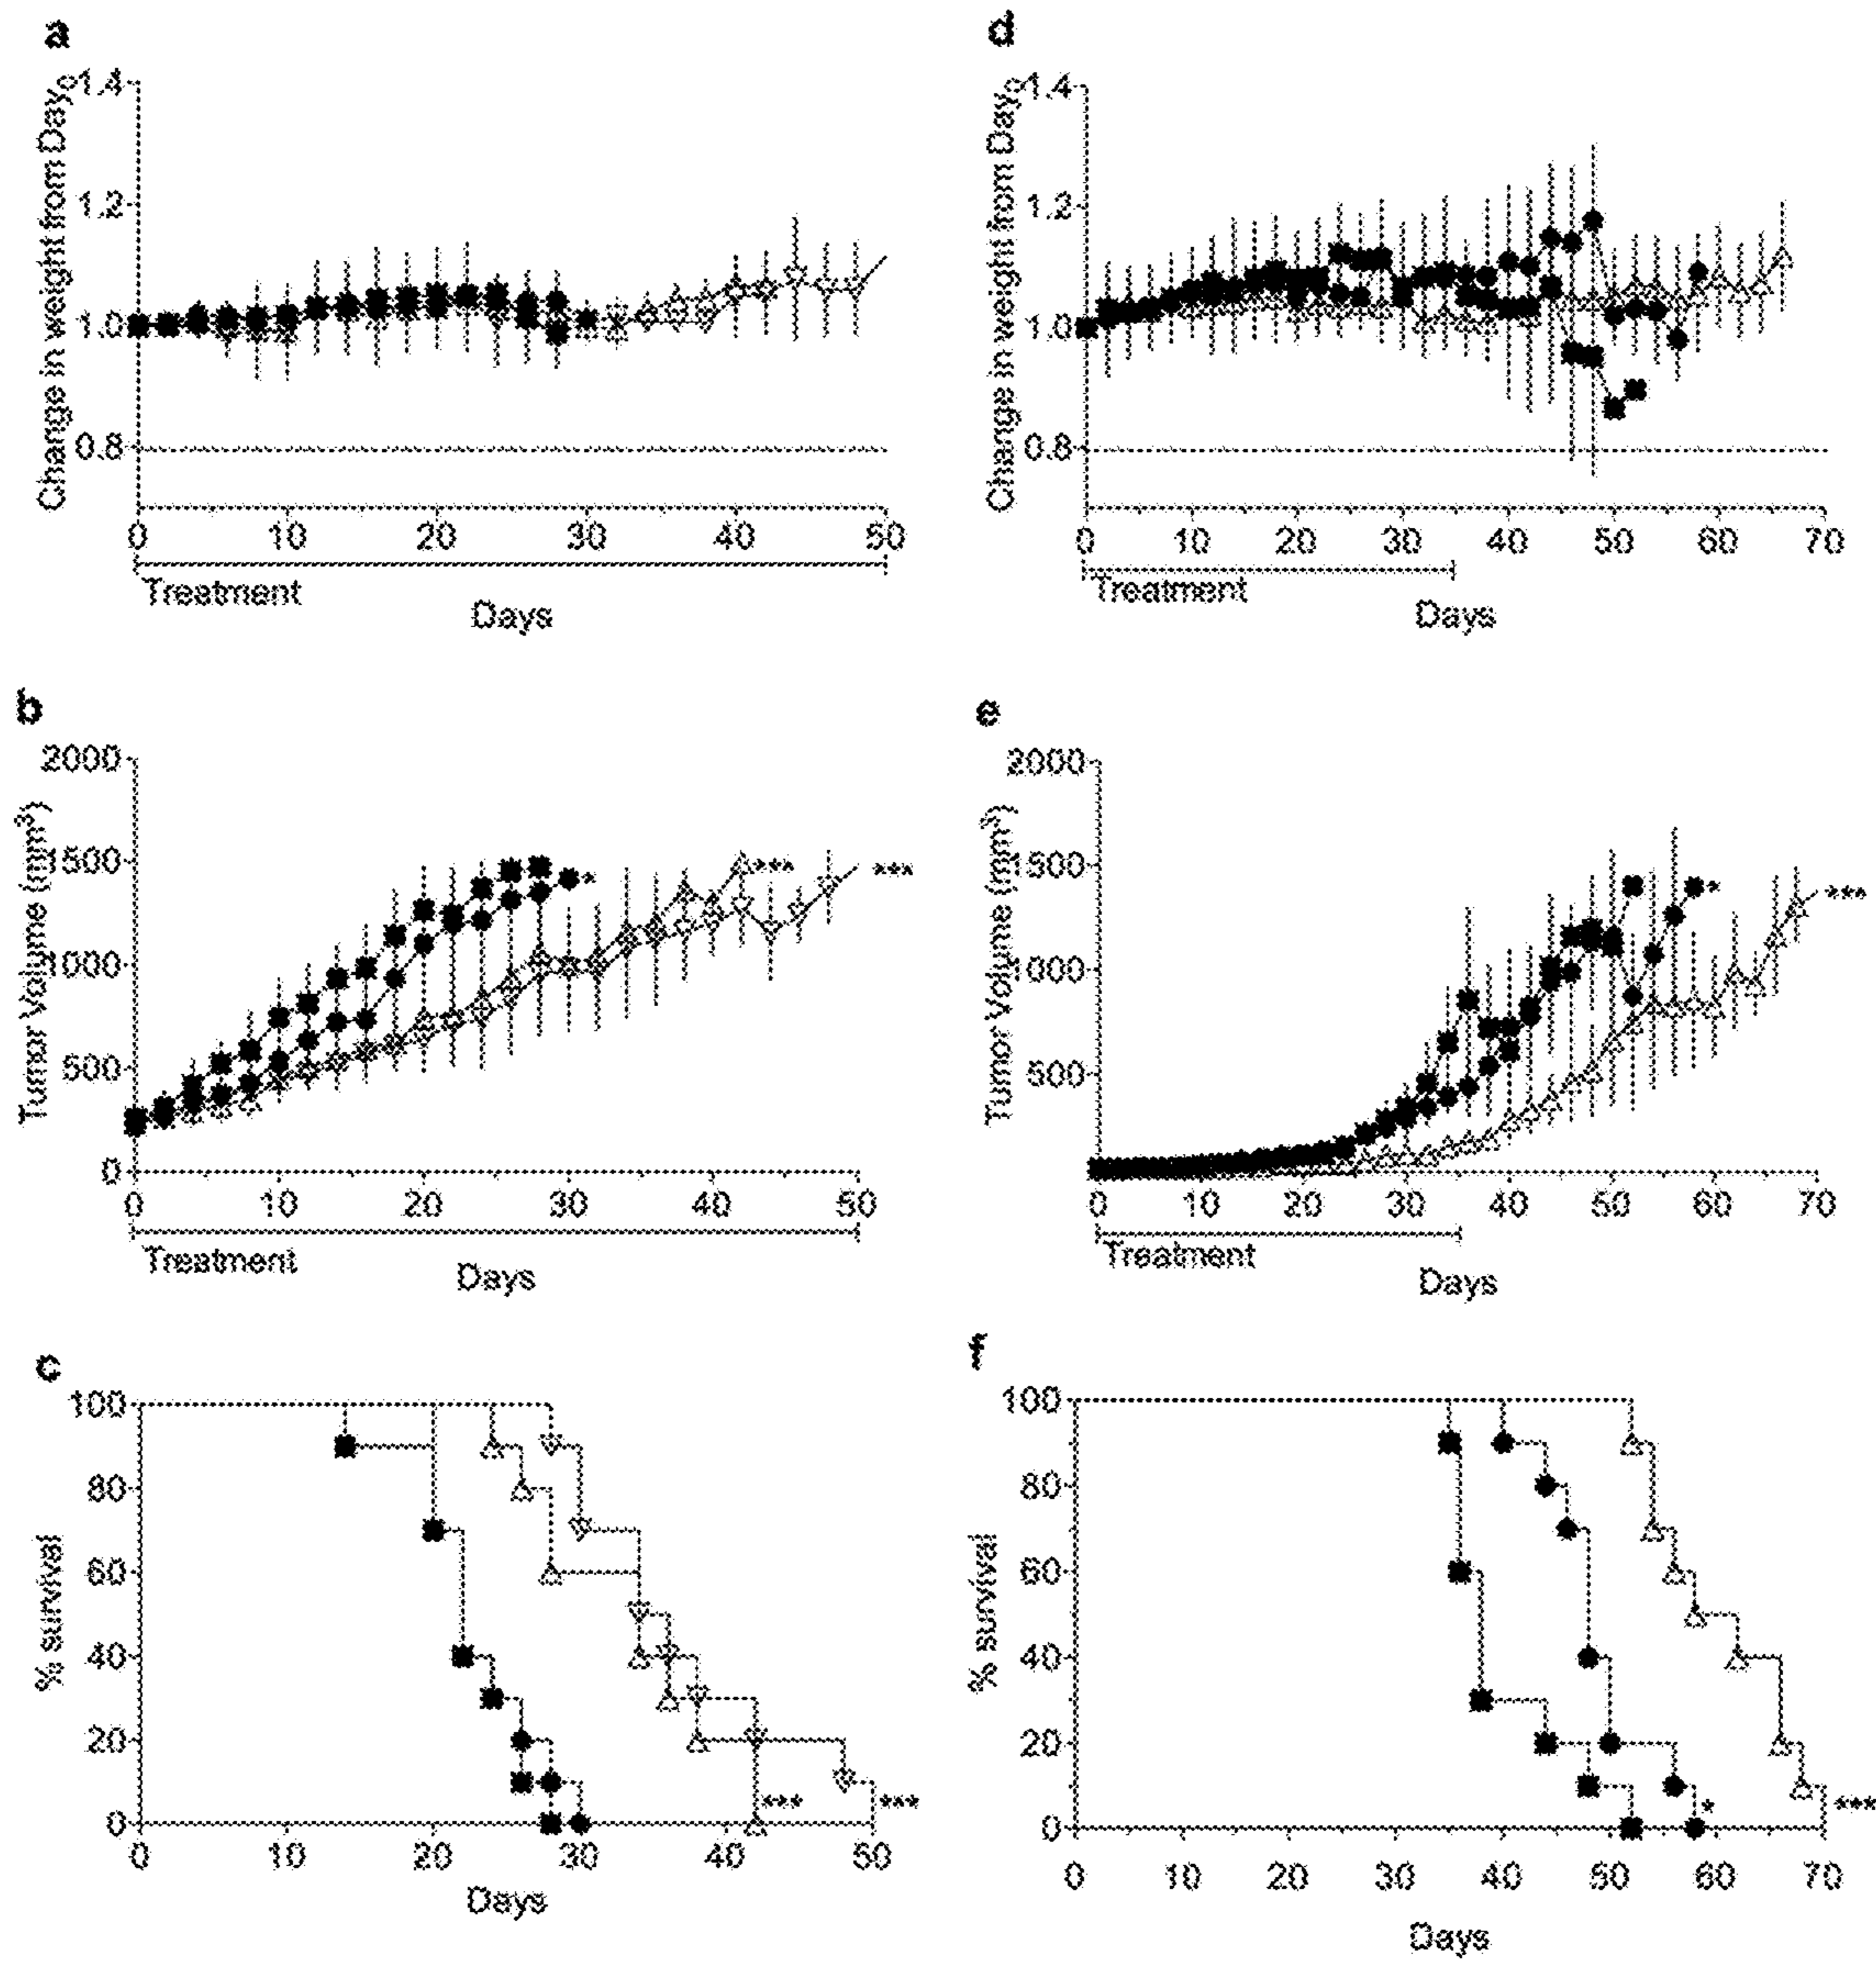 a
Change in weight from Day 0
1.4
1.2
1.0
0.8
0 10 20 30 40 50
Treatment
Days
d
Change in weight from Day 0
1.4
1.2
1.0
0.8
0 10 20 30 40 50 60 70
Treatment
Days
b
Tumor Volume (mm³)
2000
1500
1000
500
0
*
***
***
0 10 20 30 40 50
Treatment
Days
e
Tumor Volume (mm³)
2000
1500
1000
500
*
***
0 10 20 30 40 50 60 70
Treatment
Days
c
% survival
100
80
60
40
20
0
***
***
0 10 20 30 40 50
Days
f
% survival
100
80
60
40
20
0
*
***
0 10 20 30 40 50 60 70
Days